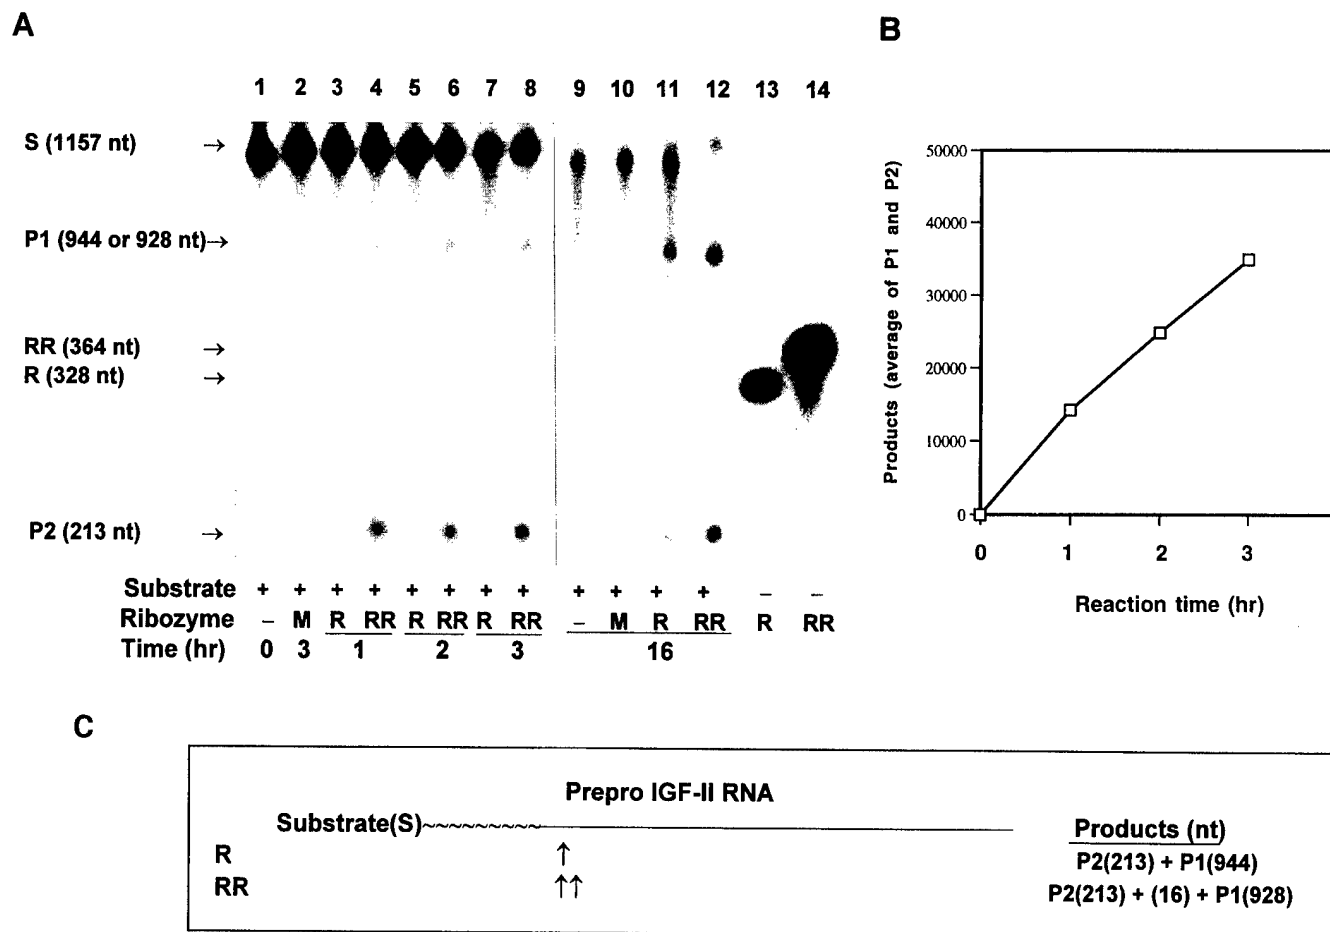 A
1 2 3 4 5 6 7 8 9 10 11 12 13 14
S (1157 nt) →
P1 (944 or 928 nt)→
RR (364 nt) →
R (328 nt) →
P2 (213 nt) →
Substrate + + + + + + + + + + + + – –
Ribozyme – M R RR R RR R RR – M R RR R RR
Time (hr) 0 3 1 2 3 16
B
Products (average of P1 and P2)
50000
40000
30000
20000
10000
0
0 1 2 3
Reaction time (hr)
C
Prepro IGF-II RNA
Substrate(S)~~~~~~~~~
Products (nt)
R ↑ P2(213) + P1(944)
RR ↑↑ P2(213) + (16) + P1(928)